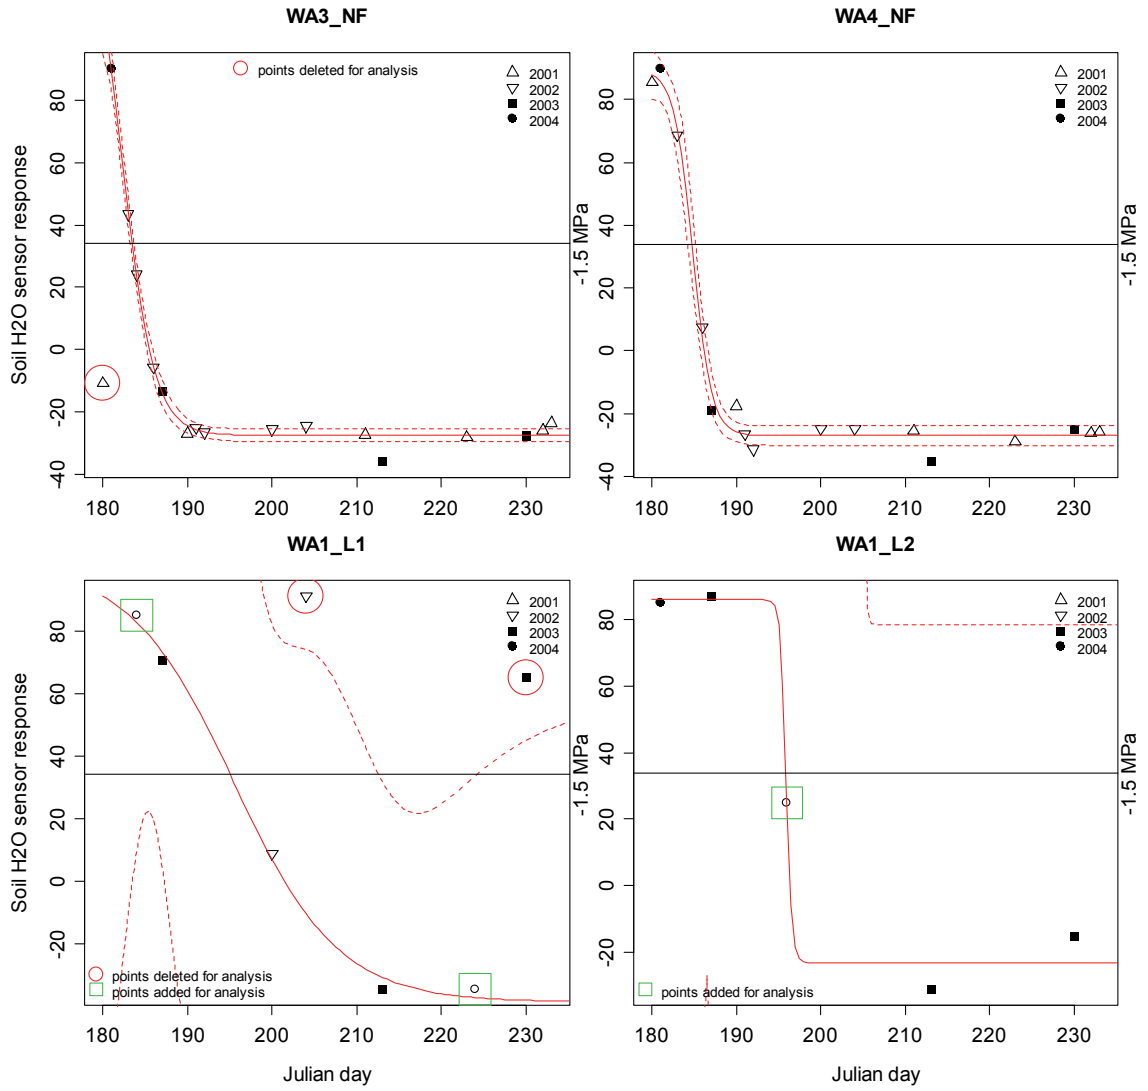 WA3_NF
points deleted for analysis
2001
2002
2003
2004
Soil H2O sensor response
80
60
40
20
0
-20
-40
-1.5 MPa
180 190 200 210 220 230
WA4_NF
2001
2002
2003
2004
80
60
40
20
0
-20
-40
-1.5 MPa
180 190 200 210 220 230
WA1_L1
2001
2002
2003
2004
Soil H2O sensor response
80
60
40
20
0
-20
-1.5 MPa
points deleted for analysis
points added for analysis
180 190 200 210 220 230
Julian day
WA1_L2
2001
2002
2003
2004
80
60
40
20
0
-20
-1.5 MPa
points added for analysis
180 190 200 210 220 230
Julian day